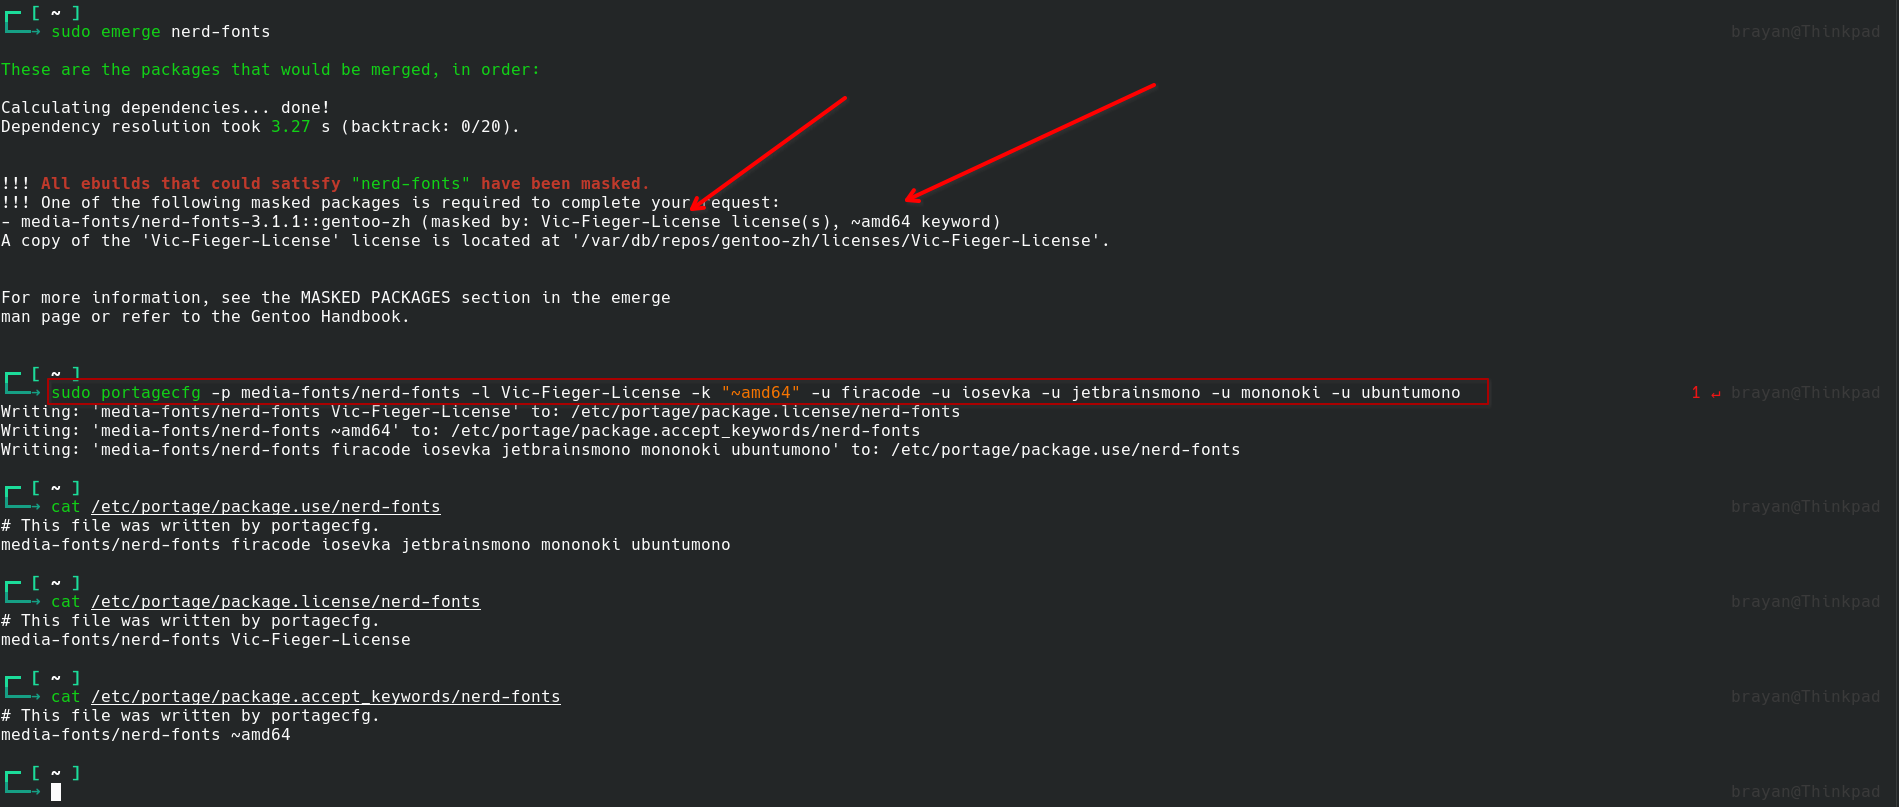 ┌─ [ ~ ]
└──→ sudo emerge nerd-fonts brayan@Thinkpad
These are the packages that would be merged, in order:
Calculating dependencies... done!
Dependency resolution took 3.27 s (backtrack: 0/20).
!!! All ebuilds that could satisfy "nerd-fonts" have been masked.
!!! One of the following masked packages is required to complete your request:
- media-fonts/nerd-fonts-3.1.1::gentoo-zh (masked by: Vic-Fieger-License license(s), ~amd64 keyword)
A copy of the 'Vic-Fieger-License' license is located at '/var/db/repos/gentoo-zh/licenses/Vic-Fieger-License'.
For more information, see the MASKED PACKAGES section in the emerge
man page or refer to the Gentoo Handbook.
┌─ [ ~ ]
└──→ sudo portagecfg -p media-fonts/nerd-fonts -l Vic-Fieger-License -k "~amd64" -u firacode -u iosevka -u jetbrainsmono -u mononoki -u ubuntumono 1 ↵ brayan@Thinkpad
Writing: 'media-fonts/nerd-fonts Vic-Fieger-License' to: /etc/portage/package.license/nerd-fonts
Writing: 'media-fonts/nerd-fonts ~amd64' to: /etc/portage/package.accept_keywords/nerd-fonts
Writing: 'media-fonts/nerd-fonts firacode iosevka jetbrainsmono mononoki ubuntumono' to: /etc/portage/package.use/nerd-fonts
┌─ [ ~ ]
└──→ cat /etc/portage/package.use/nerd-fonts brayan@Thinkpad
# This file was written by portagecfg.
media-fonts/nerd-fonts firacode iosevka jetbrainsmono mononoki ubuntumono
┌─ [ ~ ]
└──→ cat /etc/portage/package.license/nerd-fonts brayan@Thinkpad
# This file was written by portagecfg.
media-fonts/nerd-fonts Vic-Fieger-License
┌─ [ ~ ]
└──→ cat /etc/portage/package.accept_keywords/nerd-fonts brayan@Thinkpad
# This file was written by portagecfg.
media-fonts/nerd-fonts ~amd64
┌─ [ ~ ]
└──→ brayan@Thinkpad